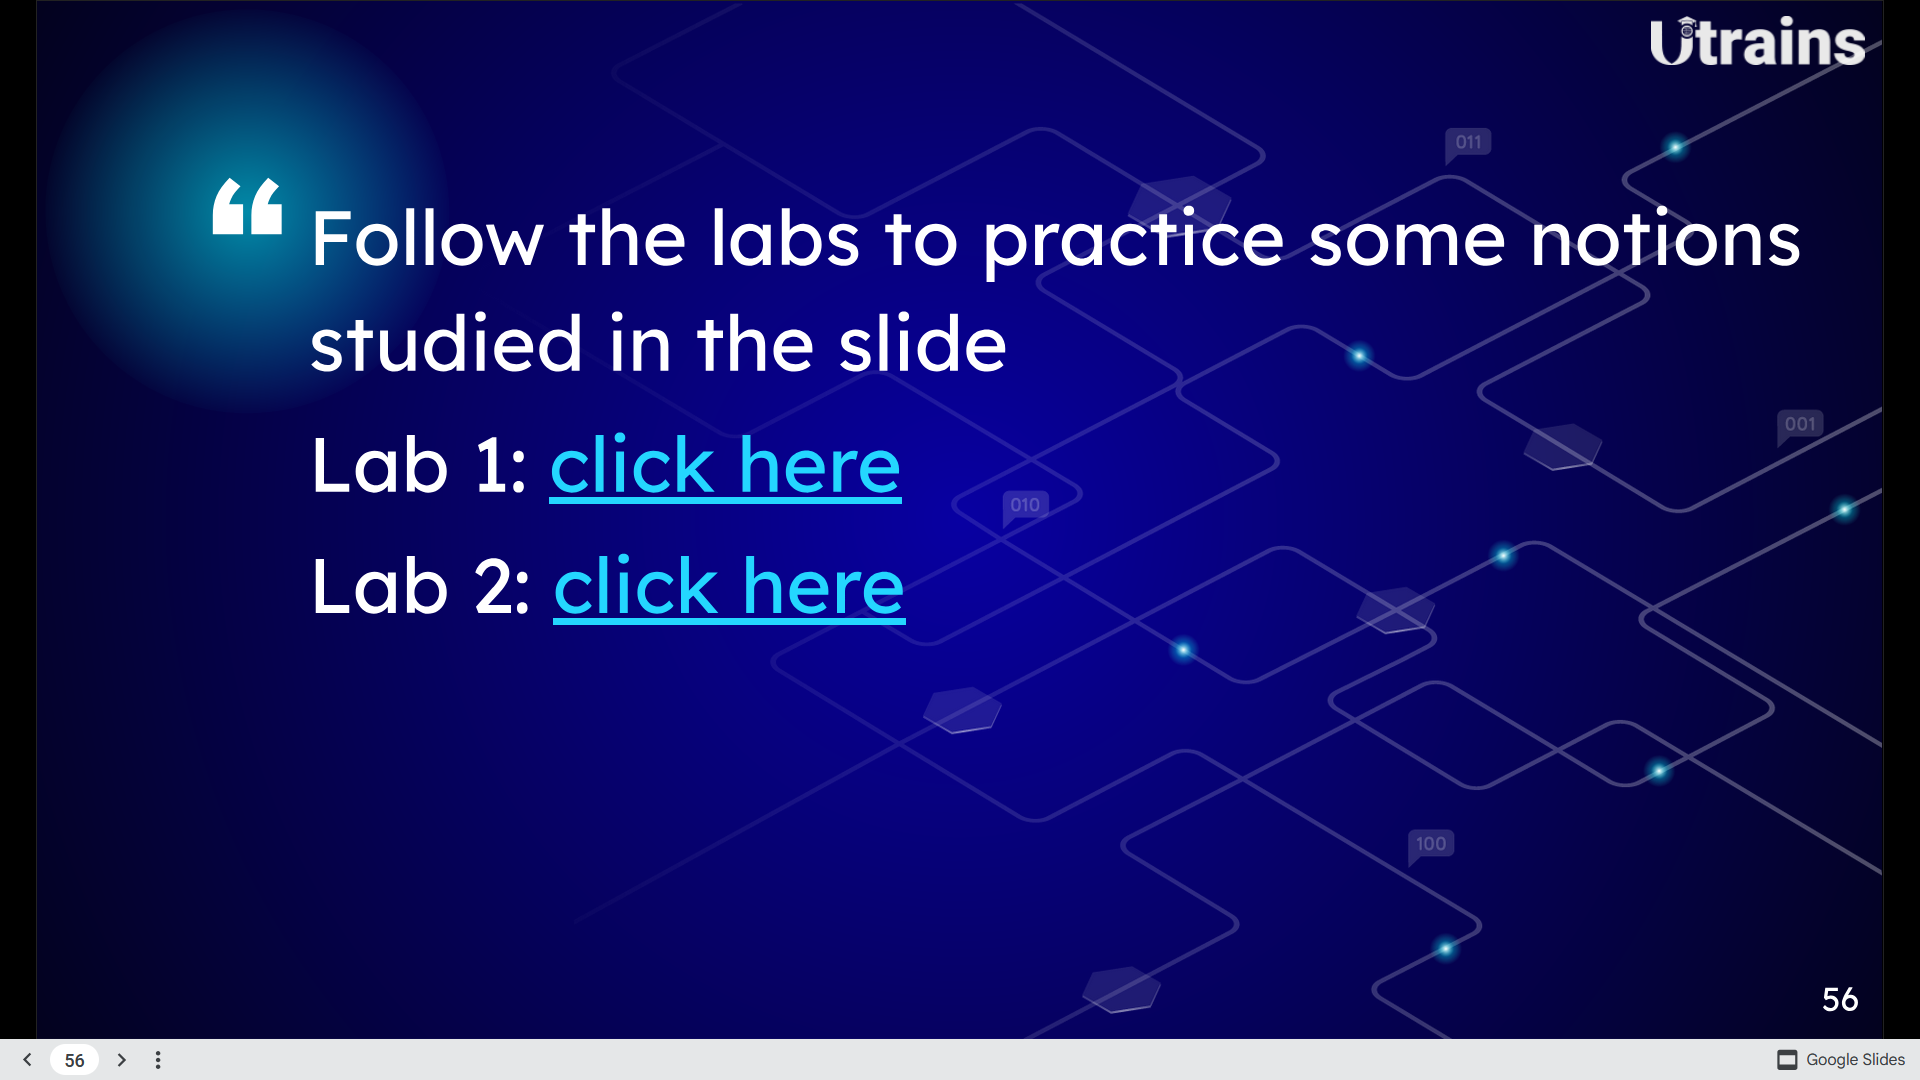 Utrains
011
“ Follow the labs to practice some notions
studied in the slide
001
Lab 1: click here
010
Lab 2: click here
100
56
56
Google Slides